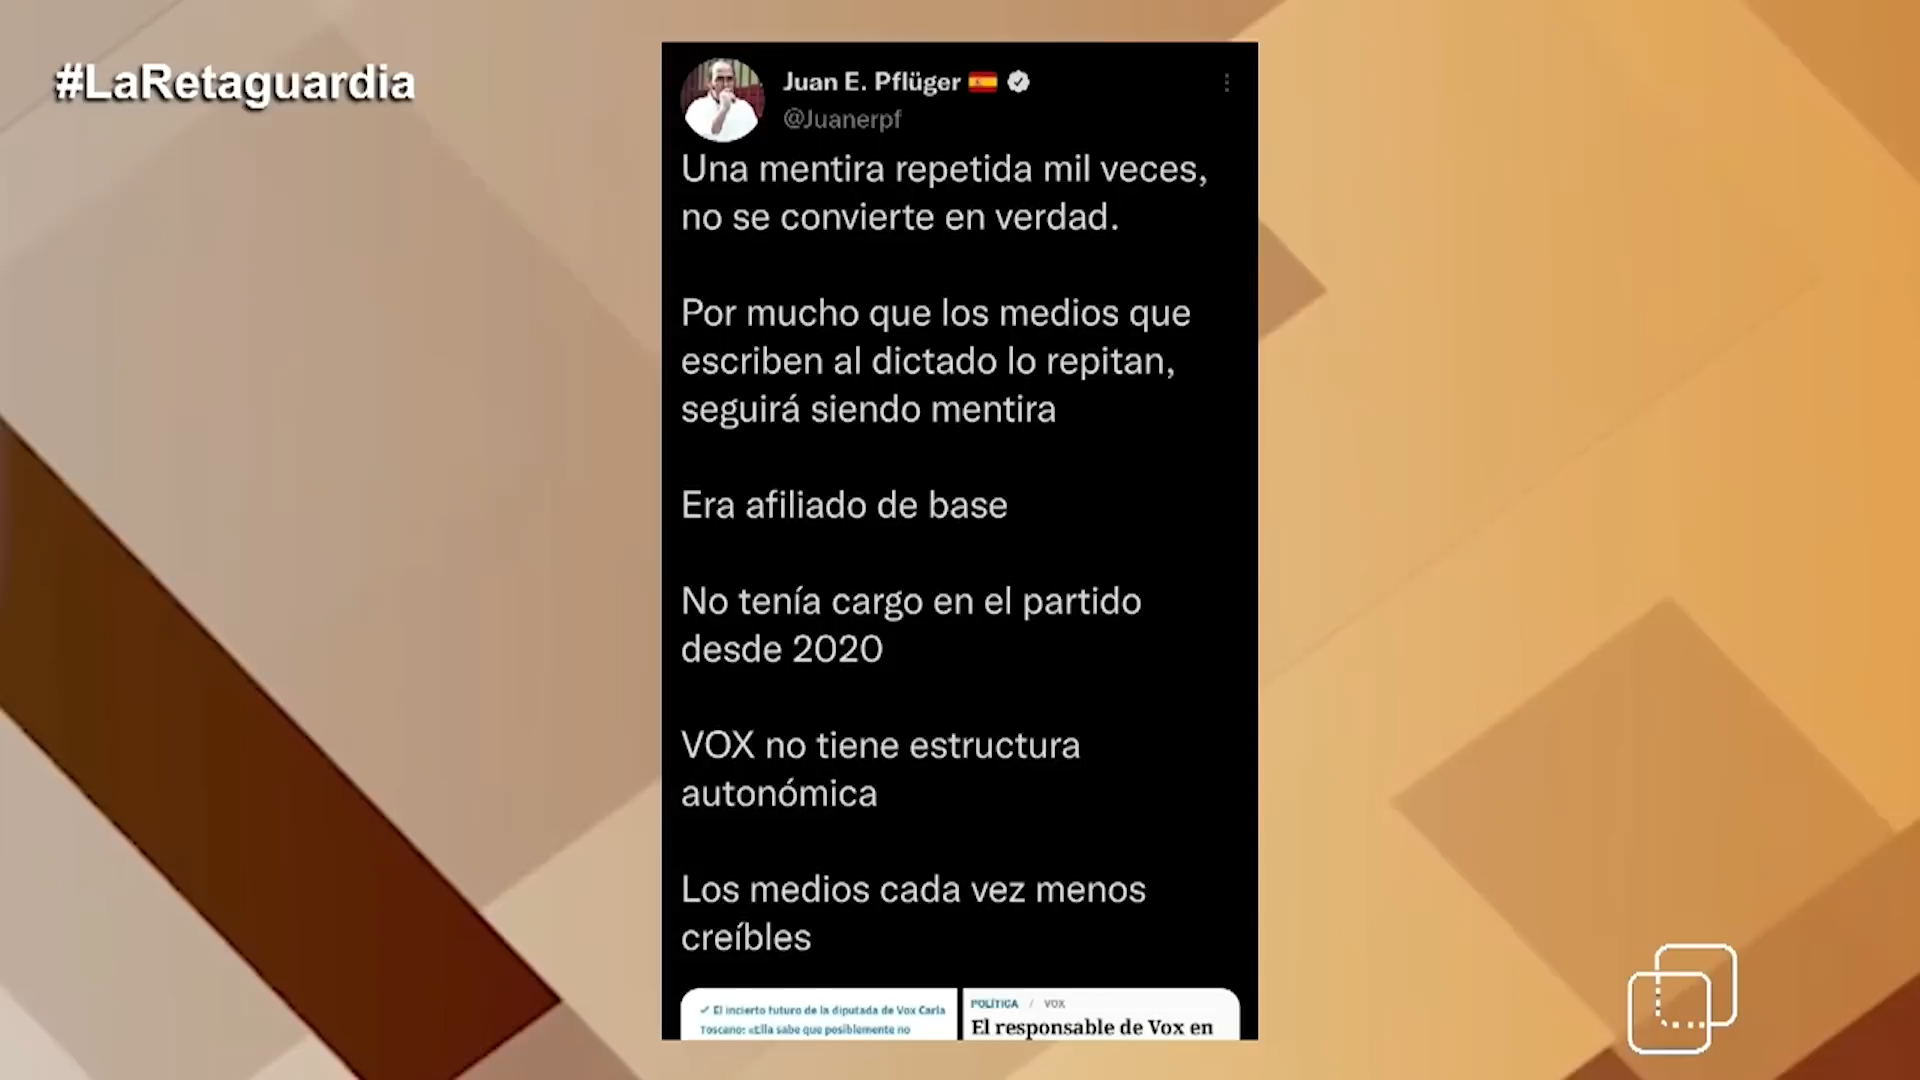 #LaRetaguardia
Juan E. Pflüger 🇪🇸
@Juanerpf
Una mentira repetida mil veces,
no se convierte en verdad.
Por mucho que los medios que
escriben al dictado lo repitan,
seguirá siendo mentira
Era afiliado de base
No tenía cargo en el partido
desde 2020
VOX no tiene estructura
autonómica
Los medios cada vez menos
creíbles
✓ El incierto futuro de la diputada de Vox Carla
Toscano: «Ella sabe que posiblemente no
POLÍTICA / VOX
El responsable de Vox en